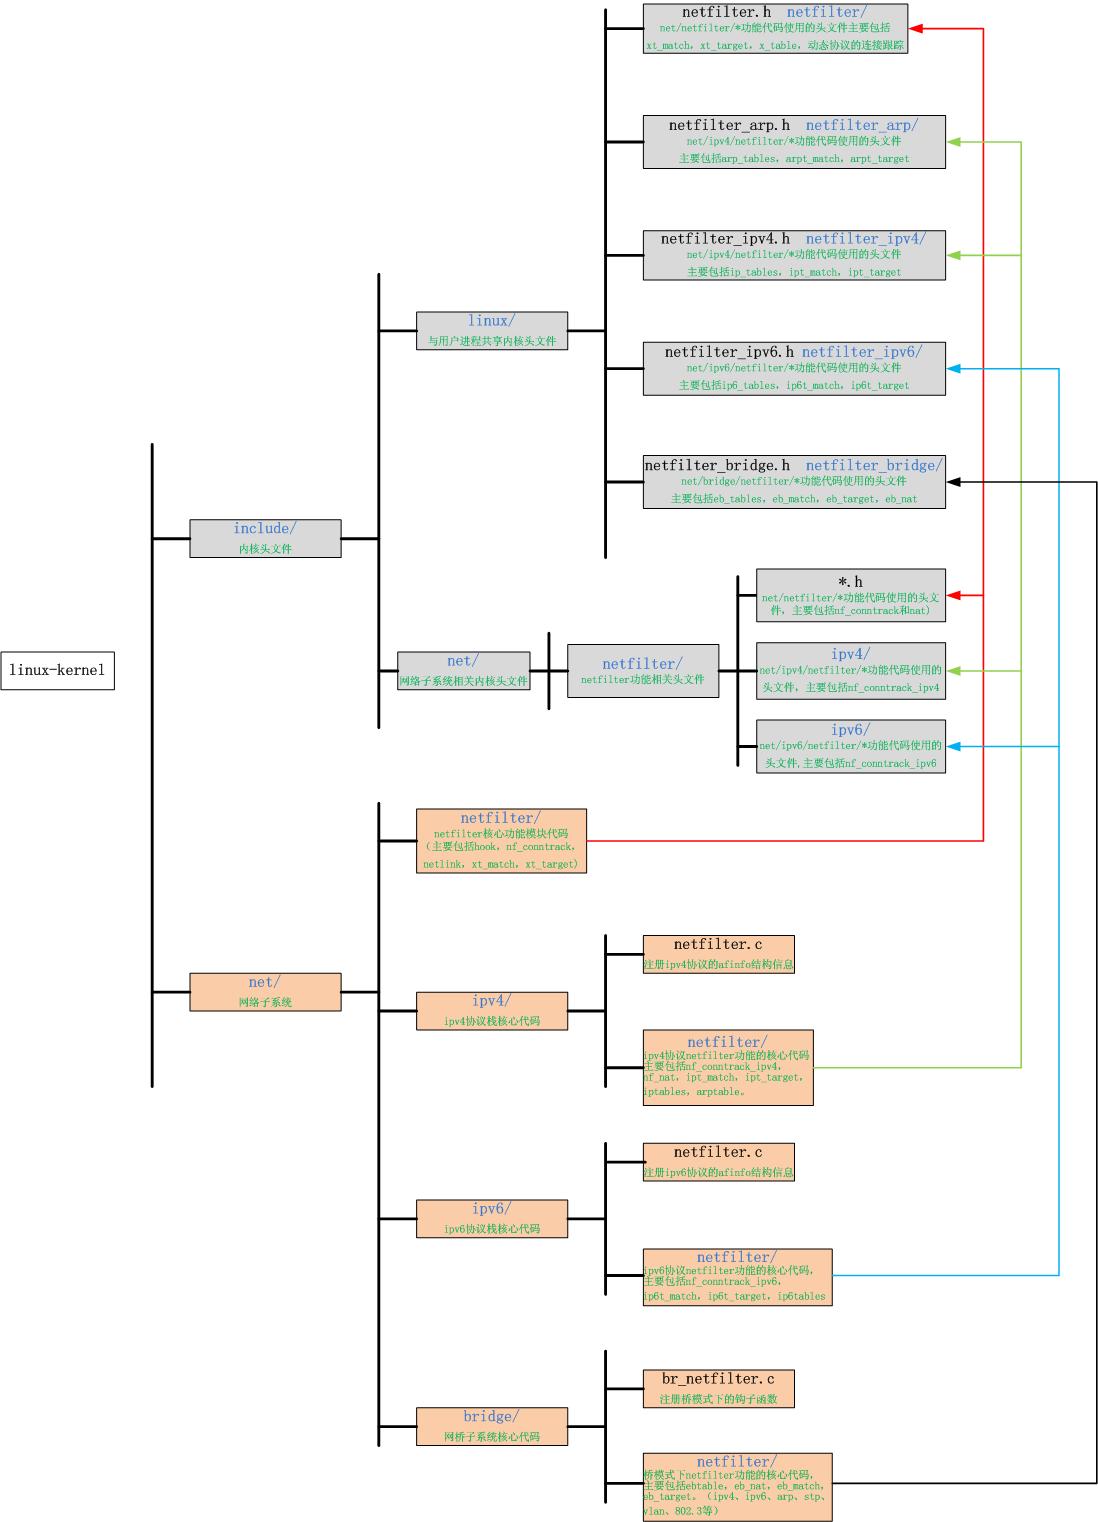 netfilter.h netfilter/
net/netfilter/*功能代码使用的头文件主要包括
xt_match, xt_target, x_table, 动态协议的连接跟踪
netfilter_arp.h netfilter_arp/
net/ipv4/netfilter/*功能代码使用的头文件
主要包括arp_tables, arpt_match, arpt_target
netfilter_ipv4.h netfilter_ipv4/
net/ipv4/netfilter/*功能代码使用的头文件
主要包括ip_tables, ipt_match, ipt_target
linux/
与用户进程共享内核头文件
netfilter_ipv6.h netfilter_ipv6/
net/ipv6/netfilter/*功能代码使用的头文件
主要包括ip6_tables, ip6t_match, ip6t_target
netfilter_bridge.h netfilter_bridge/
net/bridge/netfilter/*功能代码使用的头文件
主要包括eb_tables, eb_match, eb_target, eb_nat
include/
内核头文件
*.h
net/netfilter/*功能代码使用的头文
件, 主要包括nf_conntrack和nat)
linux-kernel
net/
网络子系统相关内核头文件
netfilter/
netfilter功能相关头文件
ipv4/
net/ipv4/netfilter/*功能代码使用的
头文件, 主要包括nf_conntrack_ipv4
ipv6/
net/ipv6/netfilter/*功能代码使用的
头文件,主要包括nf_conntrack_ipv6
netfilter/
netfilter核心功能模块代码
（主要包括hook, nf_conntrack,
netlink, xt_match, xt_target)
net/
网络子系统
ipv4/
ipv4协议栈核心代码
netfilter.c
注册ipv4协议的afinfo结构信息
netfilter/
ipv4协议netfilter功能的核心代码
主要包括nf_conntrack_ipv4,
nf_nat, ipt_match, ipt_target,
iptables, arptable。
ipv6/
ipv6协议栈核心代码
netfilter.c
注册ipv6协议的afinfo结构信息
netfilter/
ipv6协议netfilter功能的核心代码,
主要包括nf_conntrack_ipv6,
ip6t_match, ip6t_target, ip6tables
bridge/
网桥子系统核心代码
br_netfilter.c
注册桥模式下的钩子函数
netfilter/
桥模式下netfilter功能的核心代码,
主要包括ebtable, eb_nat, eb_match,
eb_target。（ipv4、ipv6、arp、stp、
vlan、802.3等）